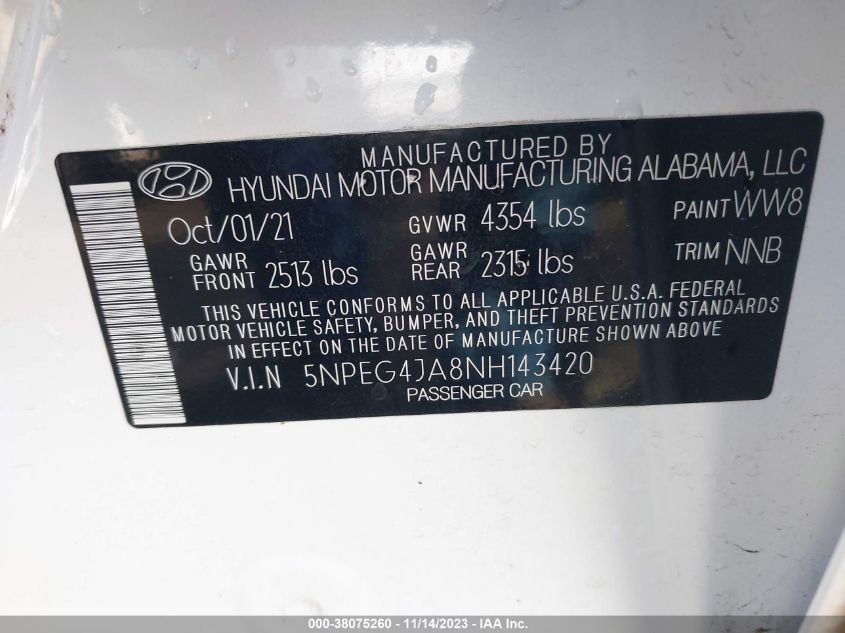 MANUFACTURED BY
HYUNDAI MOTOR MANUFACTURING ALABAMA, LLC
Oct/01/21 GVWR 4354 lbs PAINT WW8
GAWR FRONT 2513 lbs GAWR REAR 2315 lbs TRIM NNB
THIS VEHICLE CONFORMS TO ALL APPLICABLE U.S.A. FEDERAL
MOTOR VEHICLE SAFETY, BUMPER, AND THEFT PREVENTION STANDARDS
IN EFFECT ON THE DATE OF MANUFACTURE SHOWN ABOVE
V.I.N 5NPEG4JA8NH143420
PASSENGER CAR
000-38075260 - 11/14/2023 - IAA Inc.